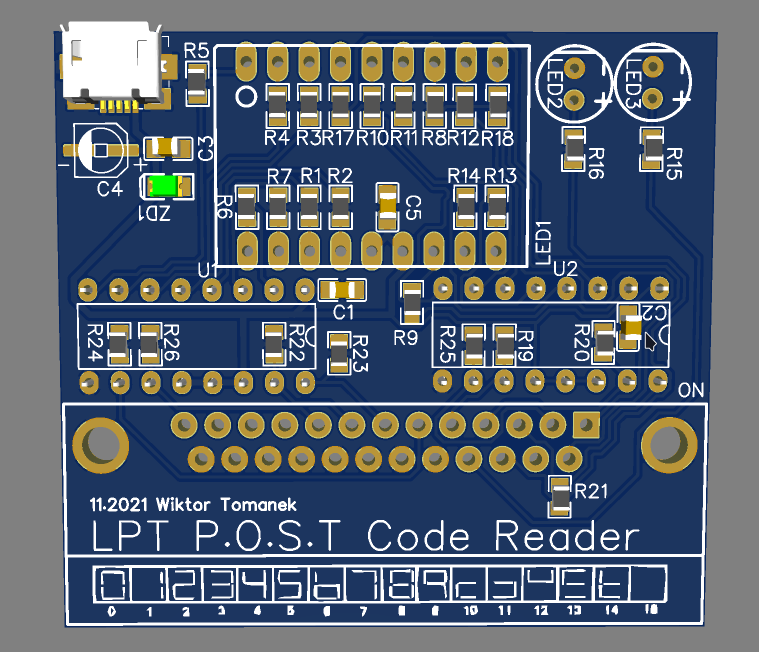 R5
R4 R3 R17 R10 R11 R8 R12 R18
LED2 LED3
+ +
R16 R15
C3
- + C4
ZD1
R6 R7 R1 R2 C5 R14 R13
LED1
U1 U2
C1 C2
R9
R24 R26 R22 R23 R25 R19 R20
ON
R21
11.2021 Wiktor Tomanek
LPT P.O.S.T Code Reader
0 1 2 3 4 5 6 7 8 9 10 11 12 13 14